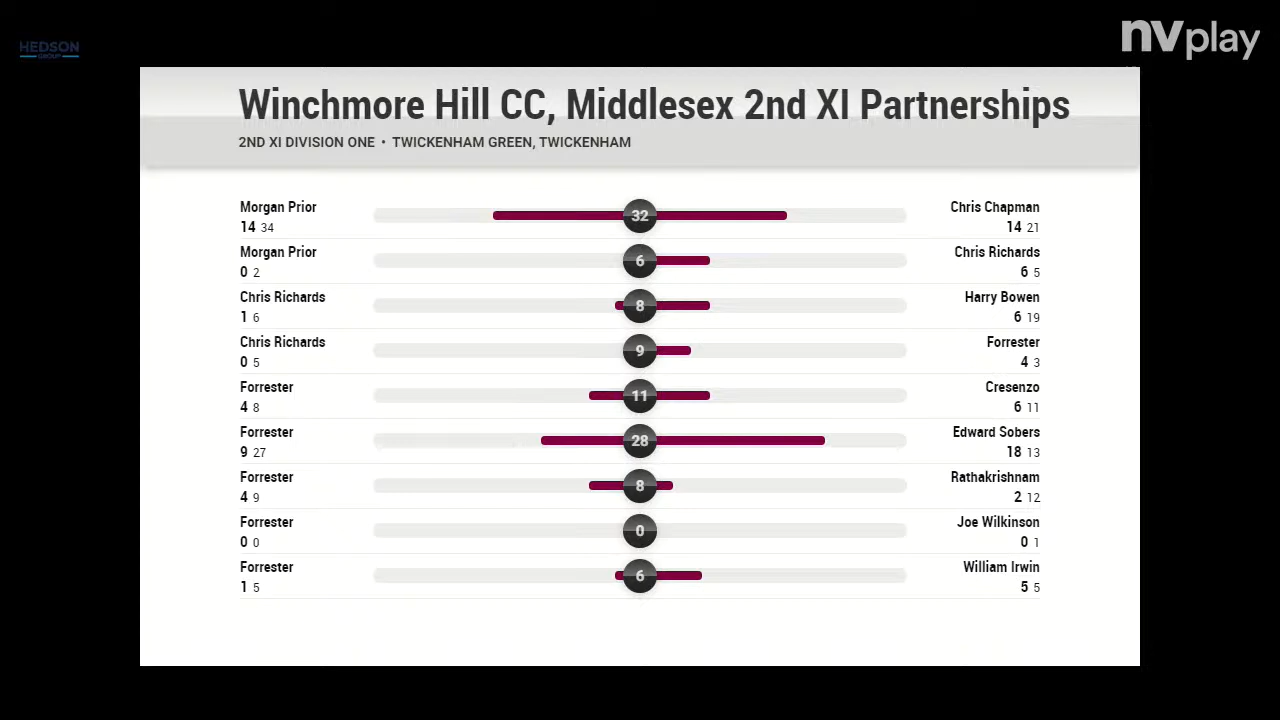 HEDSON
GROUP
nvplay
Winchmore Hill CC, Middlesex 2nd XI Partnerships
2ND XI DIVISION ONE • TWICKENHAM GREEN, TWICKENHAM
Morgan Prior 32 Chris Chapman
14 34 14 21
Morgan Prior 6 Chris Richards
0 2 6 5
Chris Richards 8 Harry Bowen
1 6 6 19
Chris Richards 9 Forrester
0 5 4 3
Forrester 11 Cresenzo
4 8 6 11
Forrester 28 Edward Sobers
9 27 18 13
Forrester 8 Rathakrishnam
4 9 2 12
Forrester 0 Joe Wilkinson
0 0 0 1
Forrester 6 William Irwin
1 5 5 5